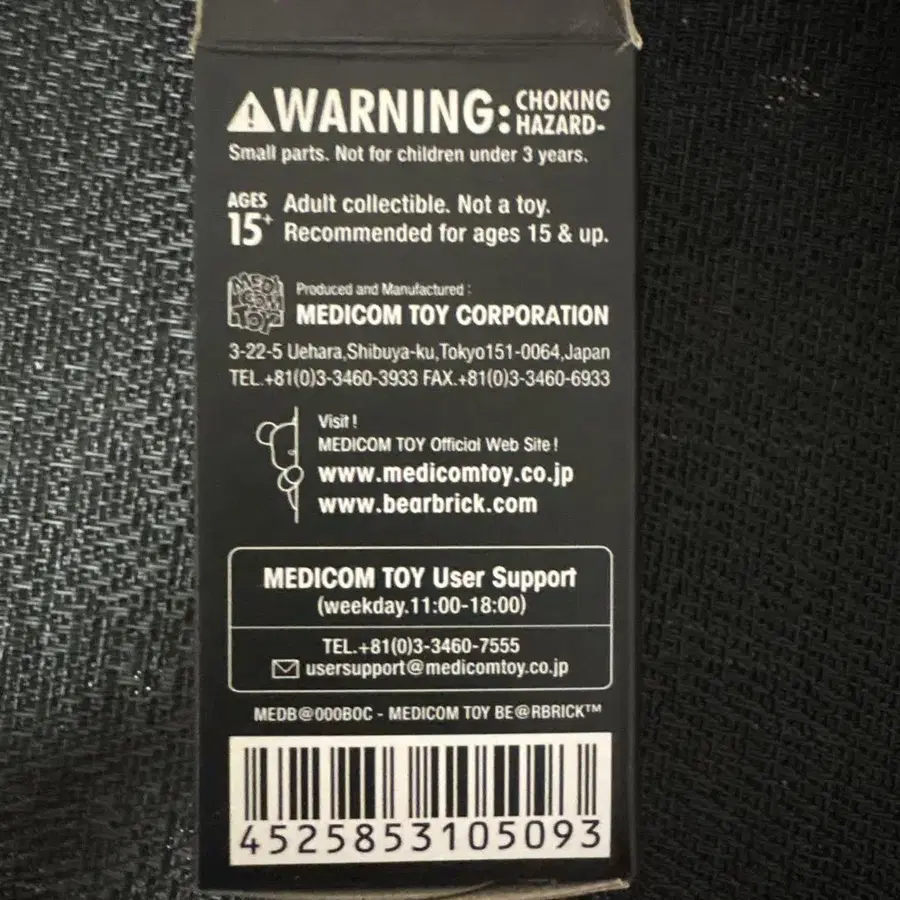 WARNING: CHOKING HAZARD-
Small parts. Not for children under 3 years.
AGES 15+
Adult collectible. Not a toy.
Recommended for ages 15 & up.
MEDI COM TOY
Produced and Manufactured :
MEDICOM TOY CORPORATION
3-22-5 Uehara,Shibuya-ku,Tokyo151-0064,Japan
TEL.+81(0)3-3460-3933 FAX.+81(0)3-3460-6933
Visit !
MEDICOM TOY Official Web Site !
www.medicomtoy.co.jp
www.bearbrick.com
MEDICOM TOY User Support
(weekday.11:00-18:00)
TEL.+81(0)3-3460-7555
usersupport@medicomtoy.co.jp
MEDB@000BOC - MEDICOM TOY BE@RBRICK™
4525853105093